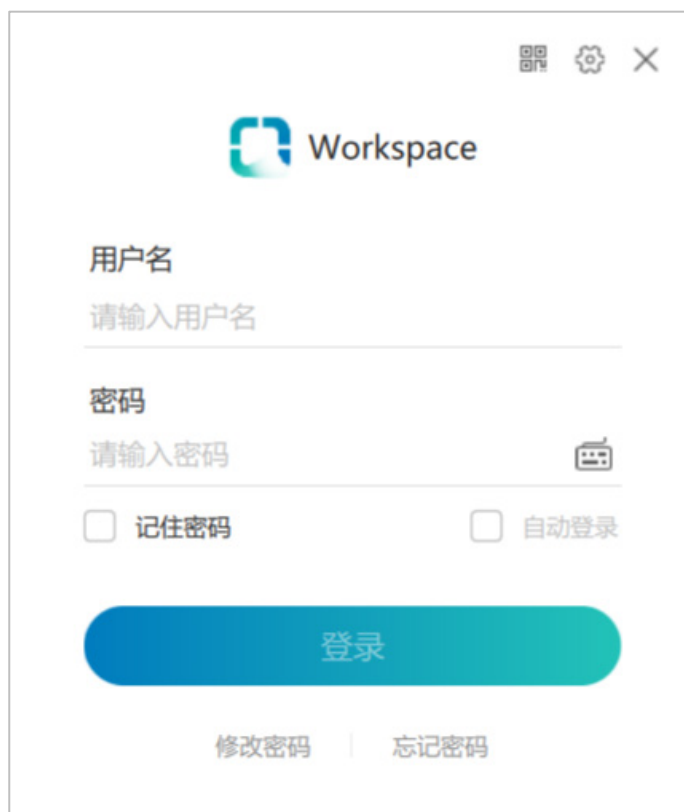 Workspace
用户名
请输入用户名
密码
请输入密码
记住密码 自动登录
登录
修改密码 忘记密码